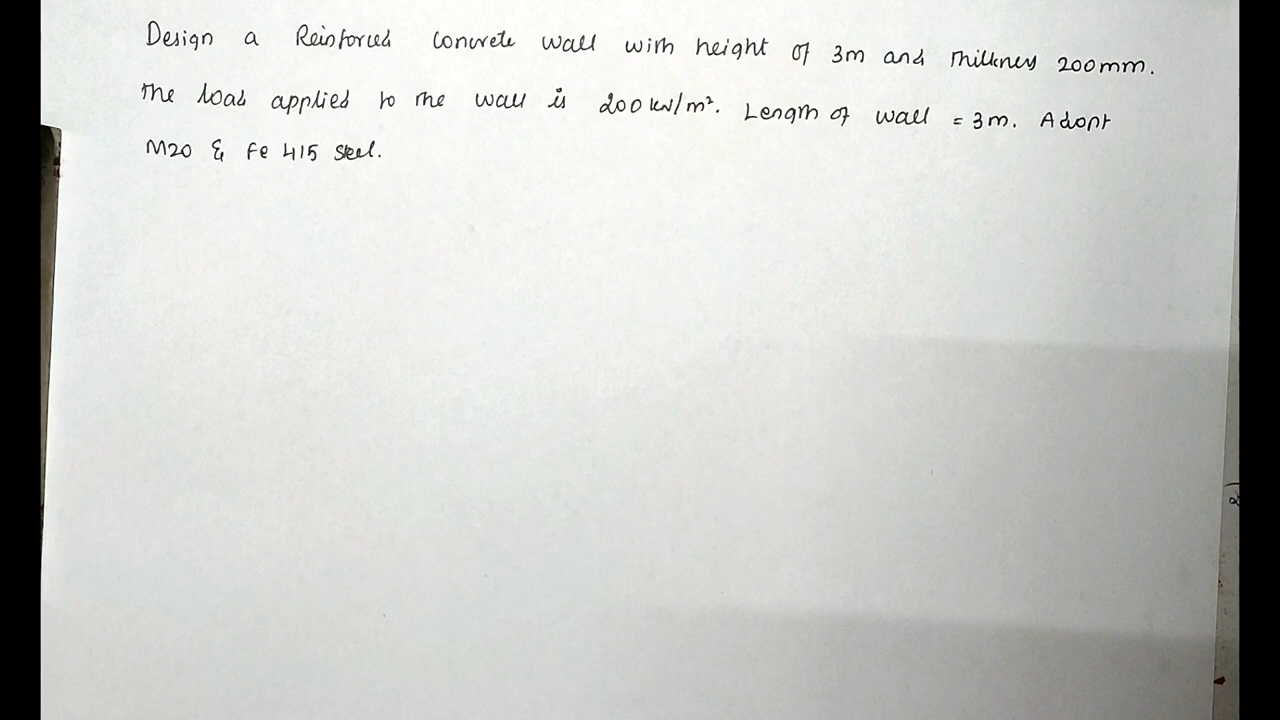 Design a Reinforced concrete wall with height of 3m and thickness 200mm.
The load applied to the wall is 200 kN/m². Length of wall = 3m. Adopt
M20 & Fe 415 steel.